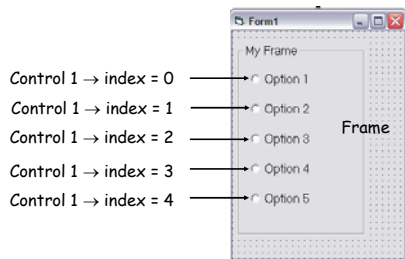 Form1
My Frame
Control 1 → index = 0 Option 1
Control 1 → index = 1 Option 2
Control 1 → index = 2 Option 3
Frame
Control 1 → index = 3 Option 4
Control 1 → index = 4 Option 5